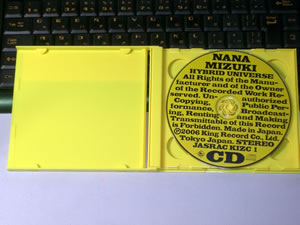 NANA
MIZUKI
HYBRID UNIVERSE
All Rights of the Manu-
facturer and of the Owner
of the Recorded Work Re-
served. Un- authorized
Copying, Public Per-
formance, Broadcast-
ing, Renting and Making
Transmittable of this Record
is Forbidden. Made in Japan.
℗2006 King Record Co., Ltd.
Tokyo Japan. STEREO
JASRAC KIZC 1
CD